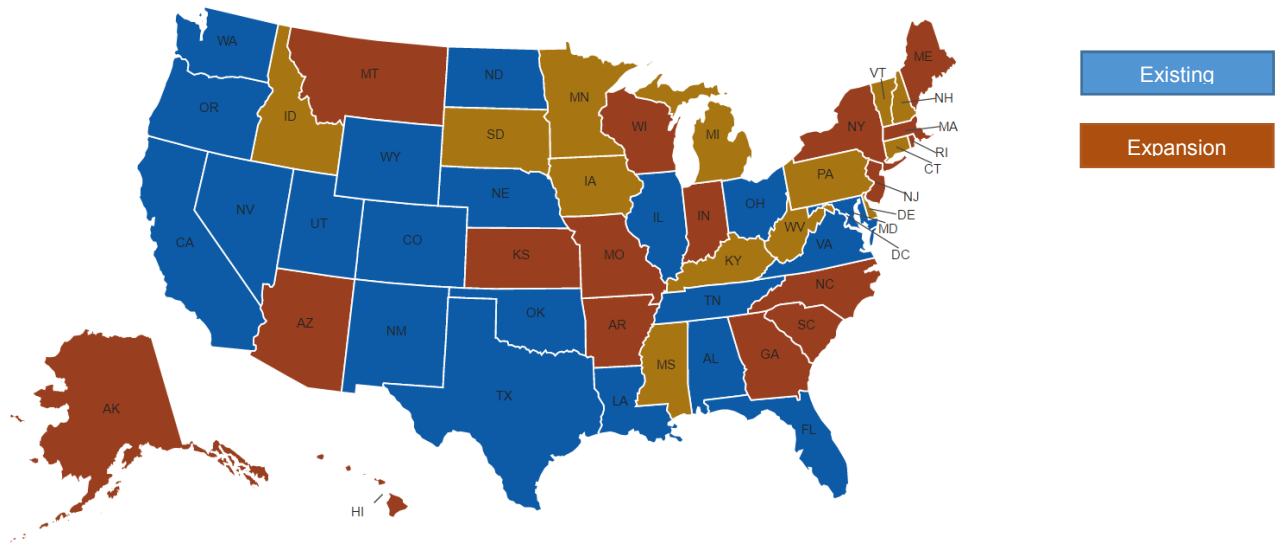 WA
MT
ND
MN
ME
VT
NH
OR
ID
SD
WI
MI
NY
MA
RI
CT
WY
IA
PA
NJ
NE
NV
UT
CO
IL
IN
OH
WV
DE
MD
DC
VA
CA
KS
MO
KY
NC
TN
AZ
NM
OK
AR
SC
MS
AL
GA
TX
LA
FL
AK
HI
Existing
Expansion